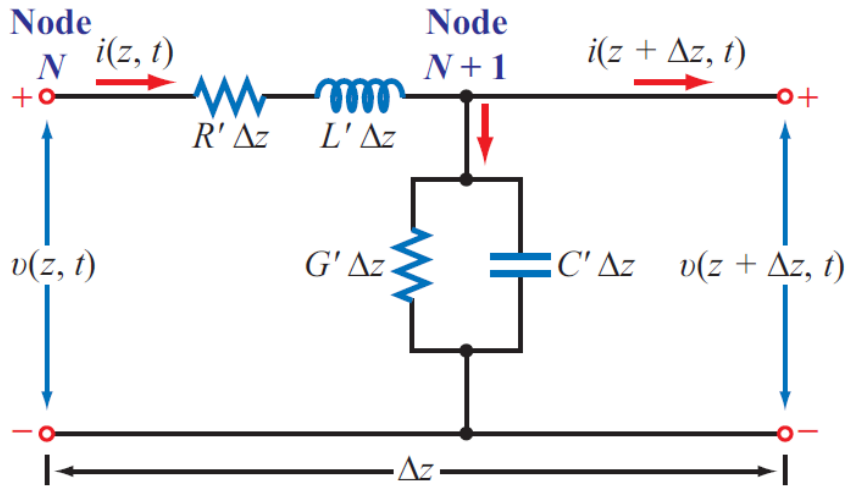 Node
N
i(z, t)
Node
N + 1
i(z + Δz, t)
+
+
R′ Δz
L′ Δz
υ(z, t)
G′ Δz
C′ Δz
υ(z + Δz, t)
−
−
Δz